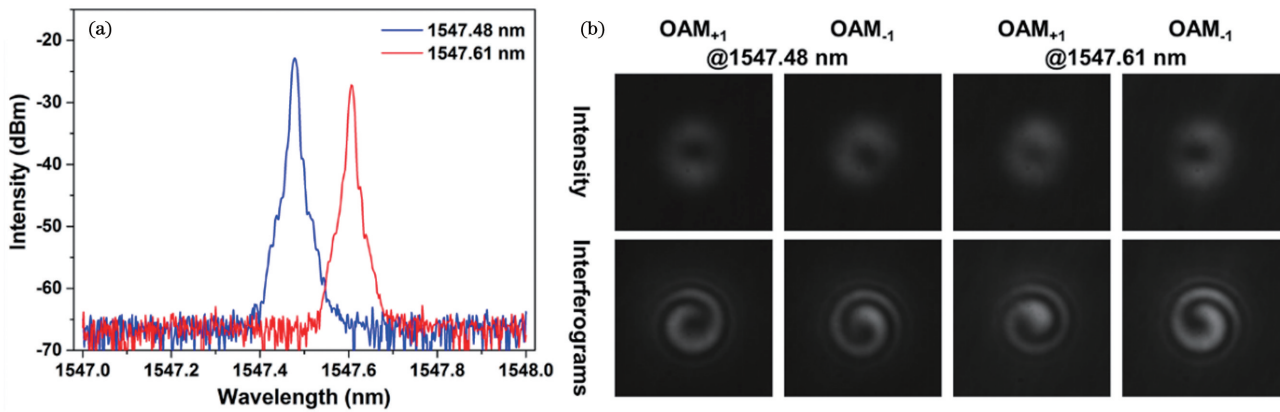 (a)
1547.48 nm
1547.61 nm
-20
-30
-40
-50
-60
-70
Intensity (dBm)
1547.0 1547.2 1547.4 1547.6 1547.8 1548.0
Wavelength (nm)
(b)
OAM+1 OAM-1 OAM+1 OAM-1
@1547.48 nm @1547.61 nm
Intensity
Interferograms